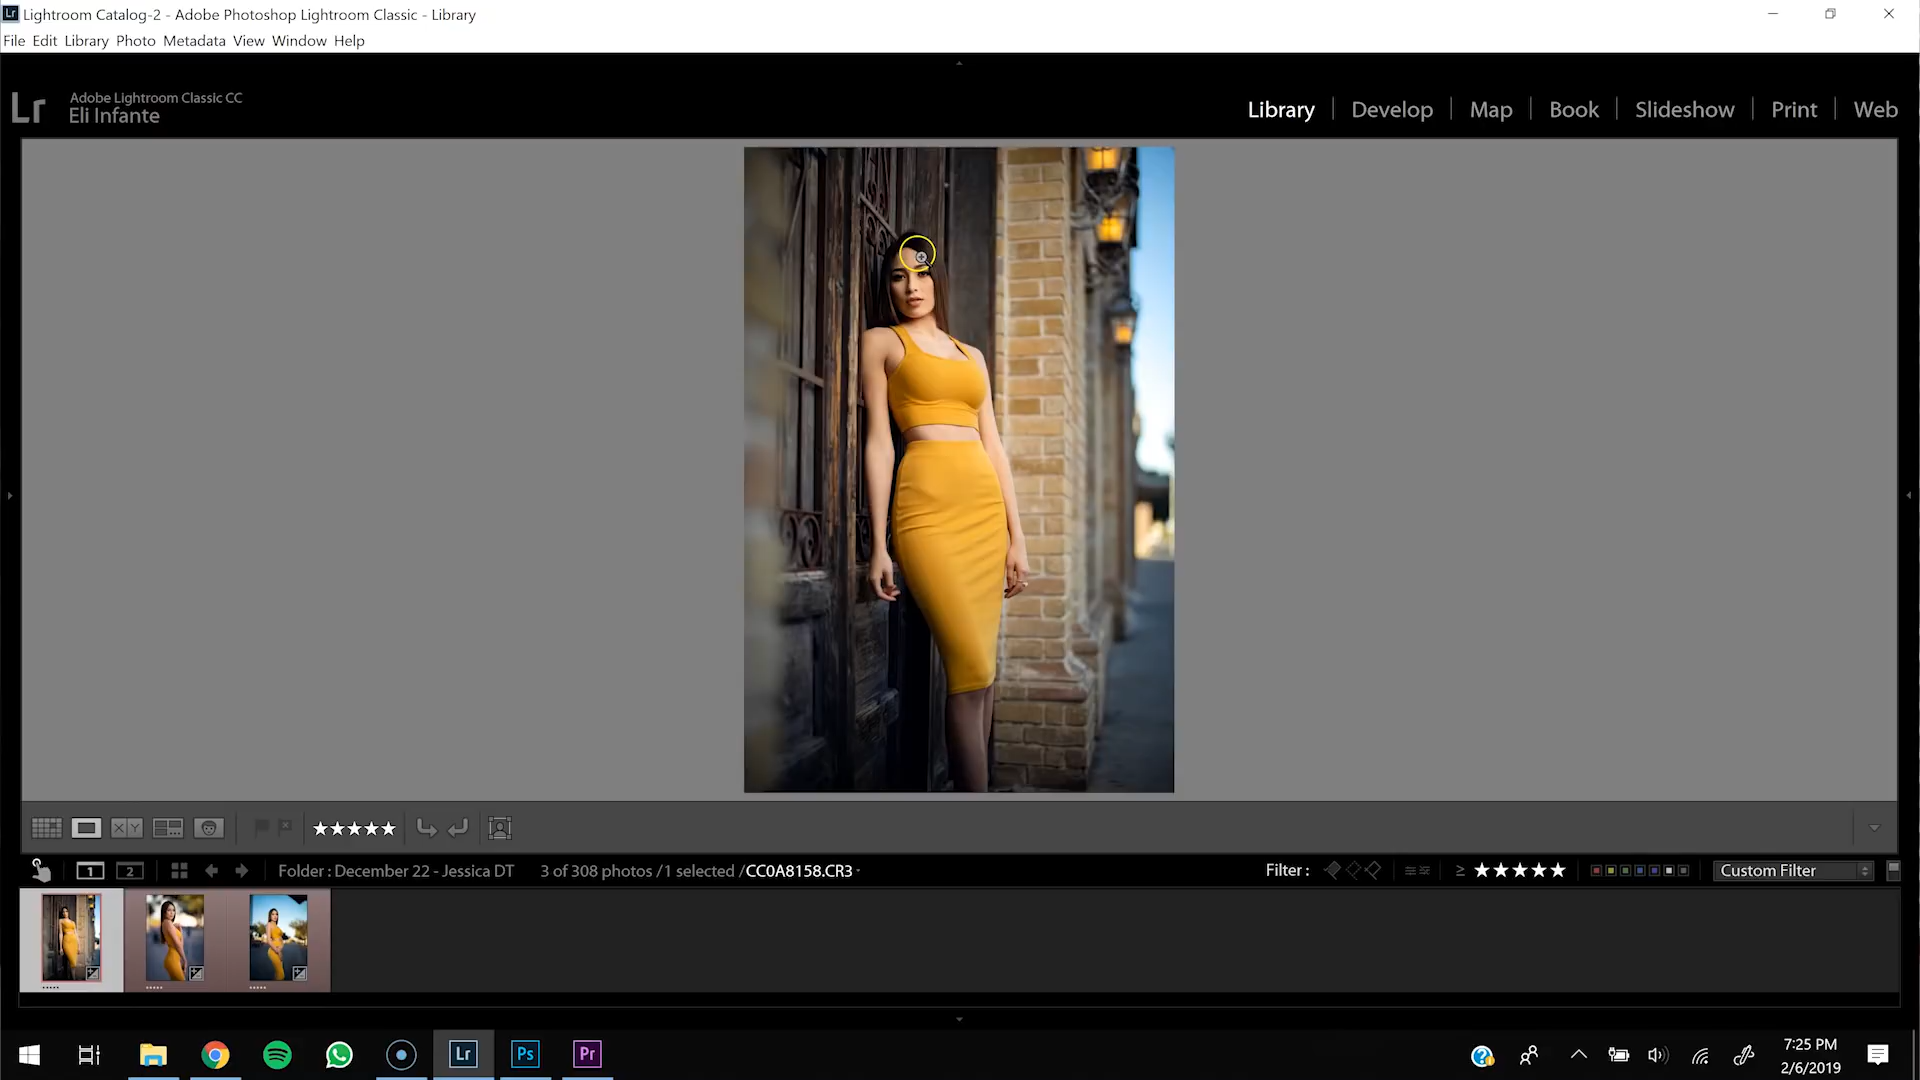 Lr Lightroom Catalog-2 - Adobe Photoshop Lightroom Classic - Library
File Edit Library Photo Metadata View Window Help
Lr
Adobe Lightroom Classic CC
Eli Infante
Library | Develop | Map | Book | Slideshow | Print | Web
X Y
1 2 Folder : December 22 - Jessica DT 3 of 308 photos /1 selected /CC0A8158.CR3 Filter : ≥ ★★★★★ Custom Filter
Lr Ps Pr
7:25 PM
2/6/2019